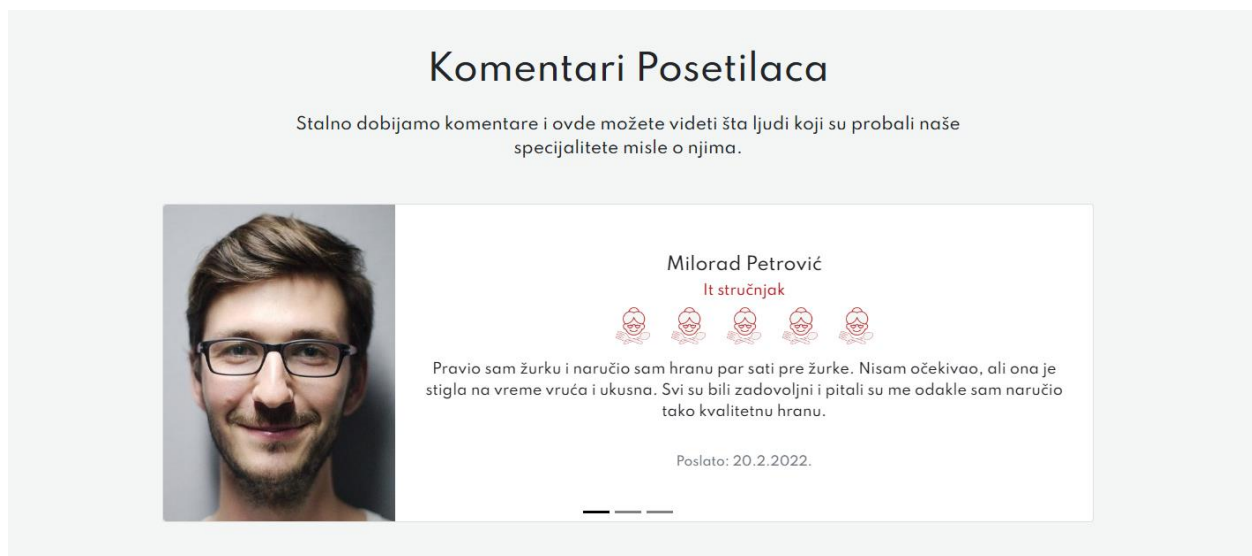 Komentari Posetilaca
Stalno dobijamo komentare i ovde možete videti šta ljudi koji su probali naše
specijalitete misle o njima.
Milorad Petrović
It stručnjak
Pravio sam žurku i naručio sam hranu par sati pre žurke. Nisam očekivao, ali ona je
stigla na vreme vruća i ukusna. Svi su bili zadovoljni i pitali su me odakle sam naručio
tako kvalitetnu hranu.
Poslato: 20.2.2022.